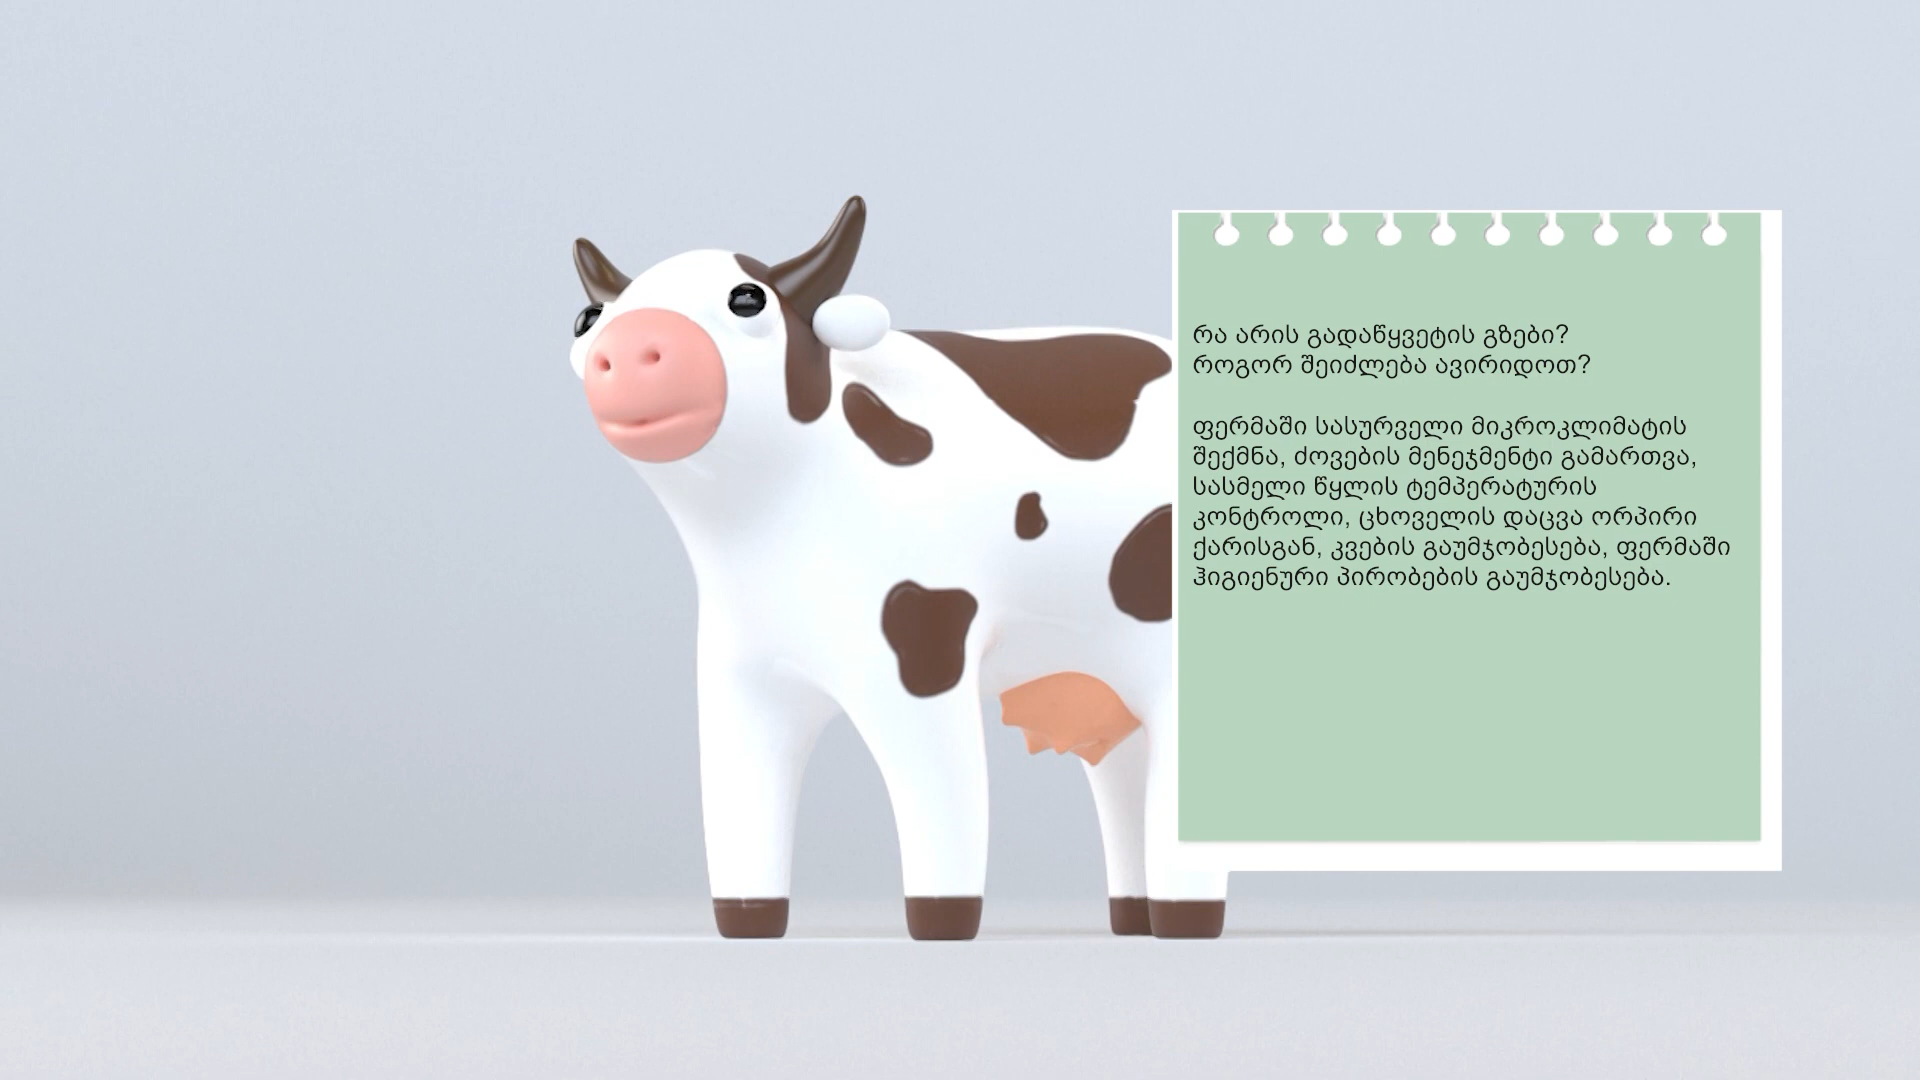 რა არის გადაწყვეტის გზები?
როგორ შეიძლება ავირიდოთ?
ფერმაში სასურველი მიკროკლიმატის
შექმნა, ძოვების მენეჯმენტი გამართვა,
სასმელი წყლის ტემპერატურის
კონტროლი, ცხოველის დაცვა ორპირი
ქარისგან, კვების გაუმჯობესება, ფერმაში
ჰიგიენური პირობების გაუმჯობესება.